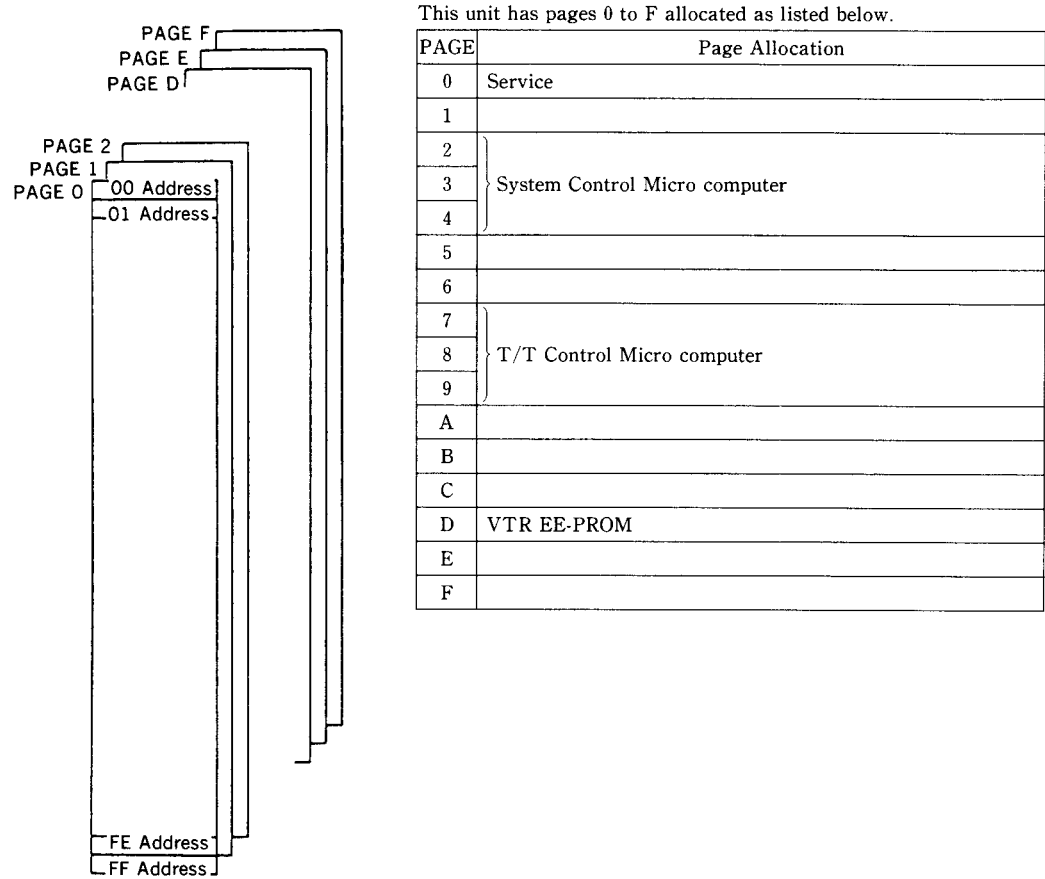 PAGE F
PAGE E
PAGE D
PAGE 2
PAGE 1
PAGE 0
00 Address
01 Address
FE Address
FF Address
This unit has pages 0 to F allocated as listed below.
PAGE Page Allocation
0 Service
1
2
3 System Control Micro computer
4
5
6
7
8 T/T Control Micro computer
9
A
B
C
D VTR EE-PROM
E
F